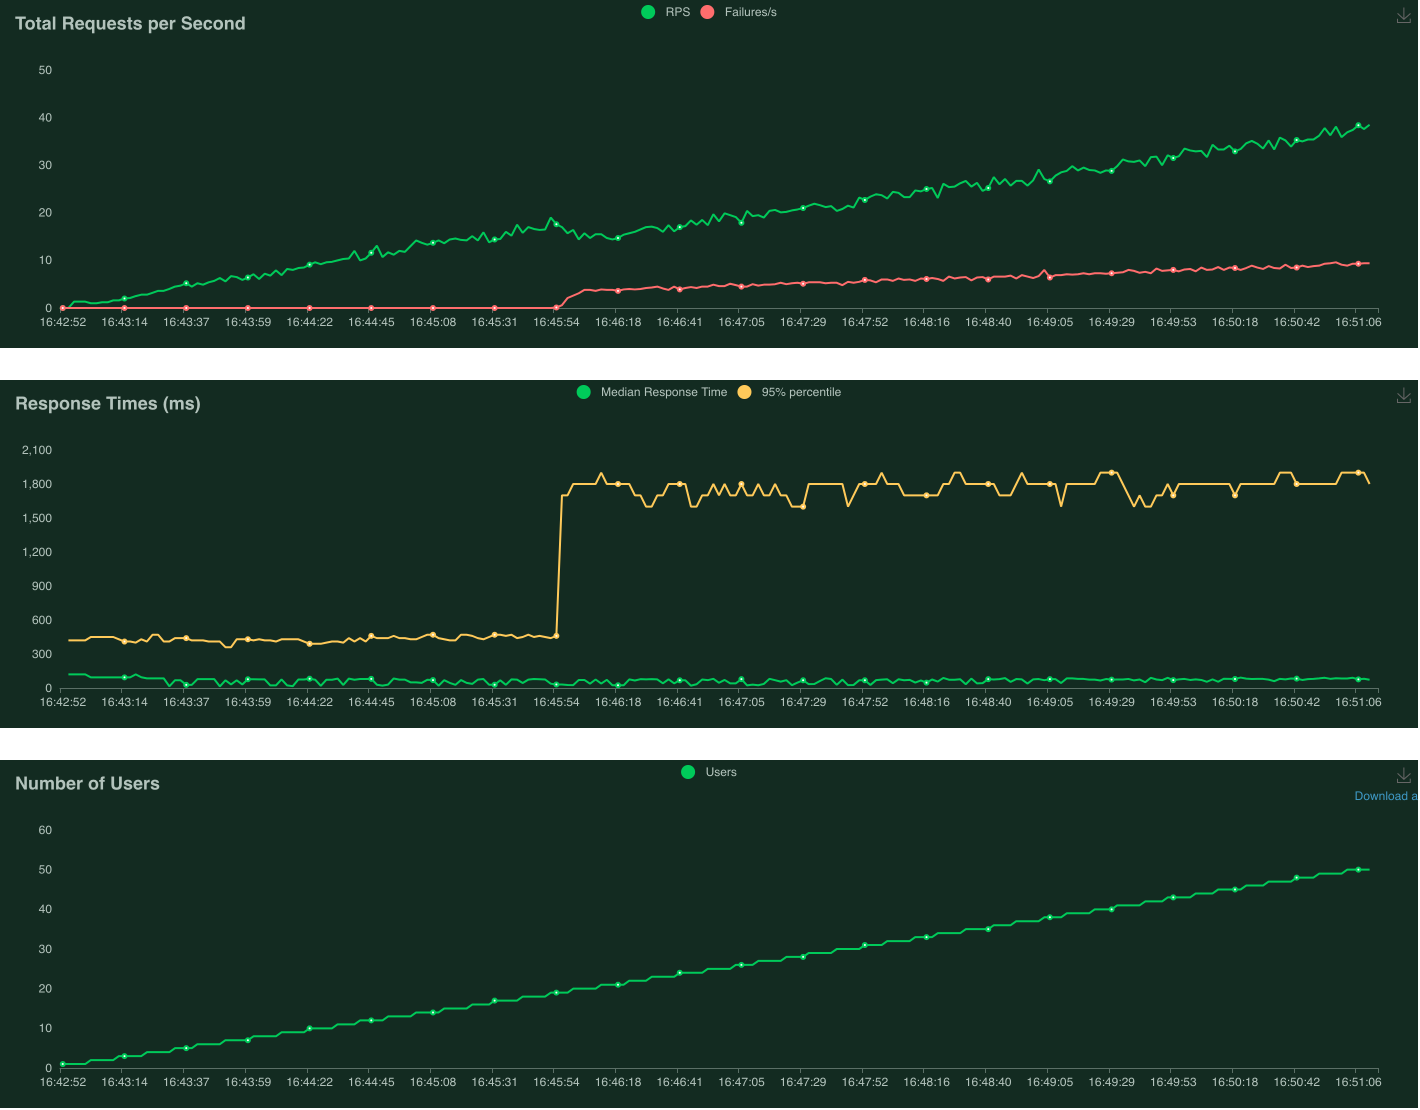 RPS Failures/s
Total Requests per Second
50
40
30
20
10
0
16:42:52 16:43:14 16:43:37 16:43:59 16:44:22 16:44:45 16:45:08 16:45:31 16:45:54 16:46:18 16:46:41 16:47:05 16:47:29 16:47:52 16:48:16 16:48:40 16:49:05 16:49:29 16:49:53 16:50:18 16:50:42 16:51:06
Median Response Time 95% percentile
Response Times (ms)
2,100
1,800
1,500
1,200
900
600
300
0
16:42:52 16:43:14 16:43:37 16:43:59 16:44:22 16:44:45 16:45:08 16:45:31 16:45:54 16:46:18 16:46:41 16:47:05 16:47:29 16:47:52 16:48:16 16:48:40 16:49:05 16:49:29 16:49:53 16:50:18 16:50:42 16:51:06
Users
Number of Users
Download a
60
50
40
30
20
10
0
16:42:52 16:43:14 16:43:37 16:43:59 16:44:22 16:44:45 16:45:08 16:45:31 16:45:54 16:46:18 16:46:41 16:47:05 16:47:29 16:47:52 16:48:16 16:48:40 16:49:05 16:49:29 16:49:53 16:50:18 16:50:42 16:51:06